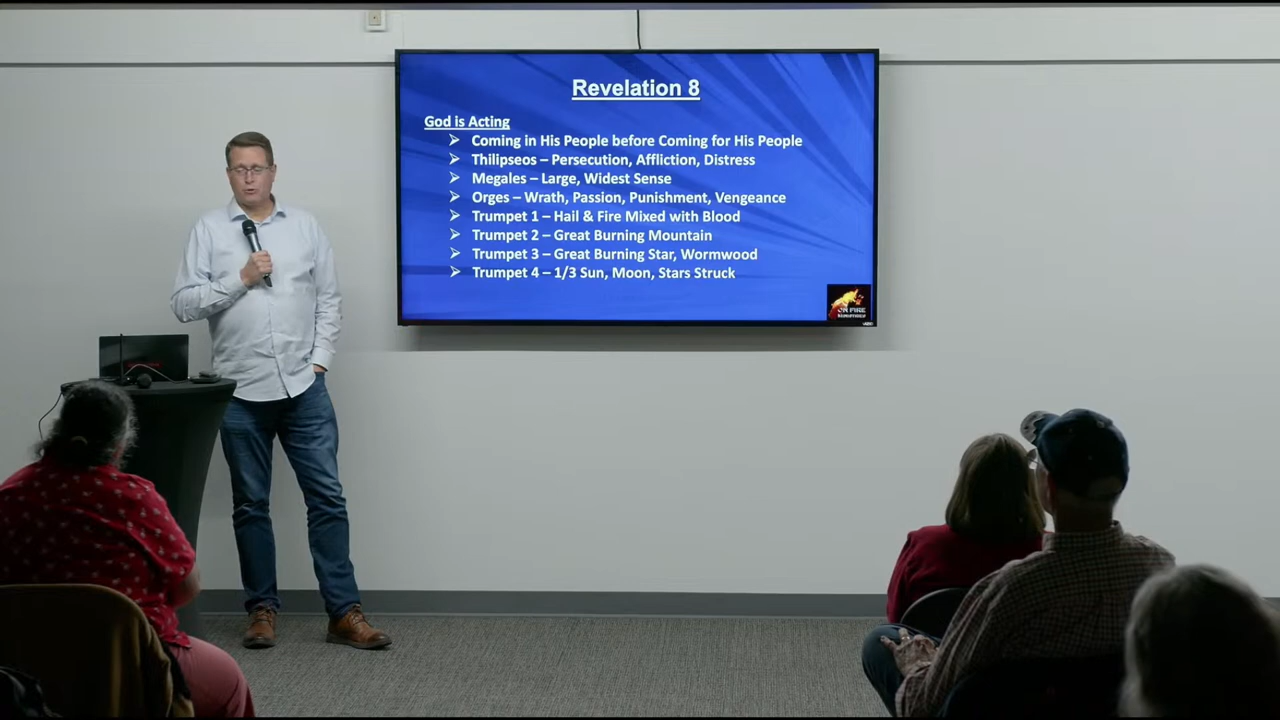 Revelation 8
God is Acting
➢ Coming in His People before Coming for His People
➢ Thilipseos – Persecution, Affliction, Distress
➢ Megales – Large, Widest Sense
➢ Orges – Wrath, Passion, Punishment, Vengeance
➢ Trumpet 1 – Hail & Fire Mixed with Blood
➢ Trumpet 2 – Great Burning Mountain
➢ Trumpet 3 – Great Burning Star, Wormwood
➢ Trumpet 4 – 1/3 Sun, Moon, Stars Struck
ON FIRE